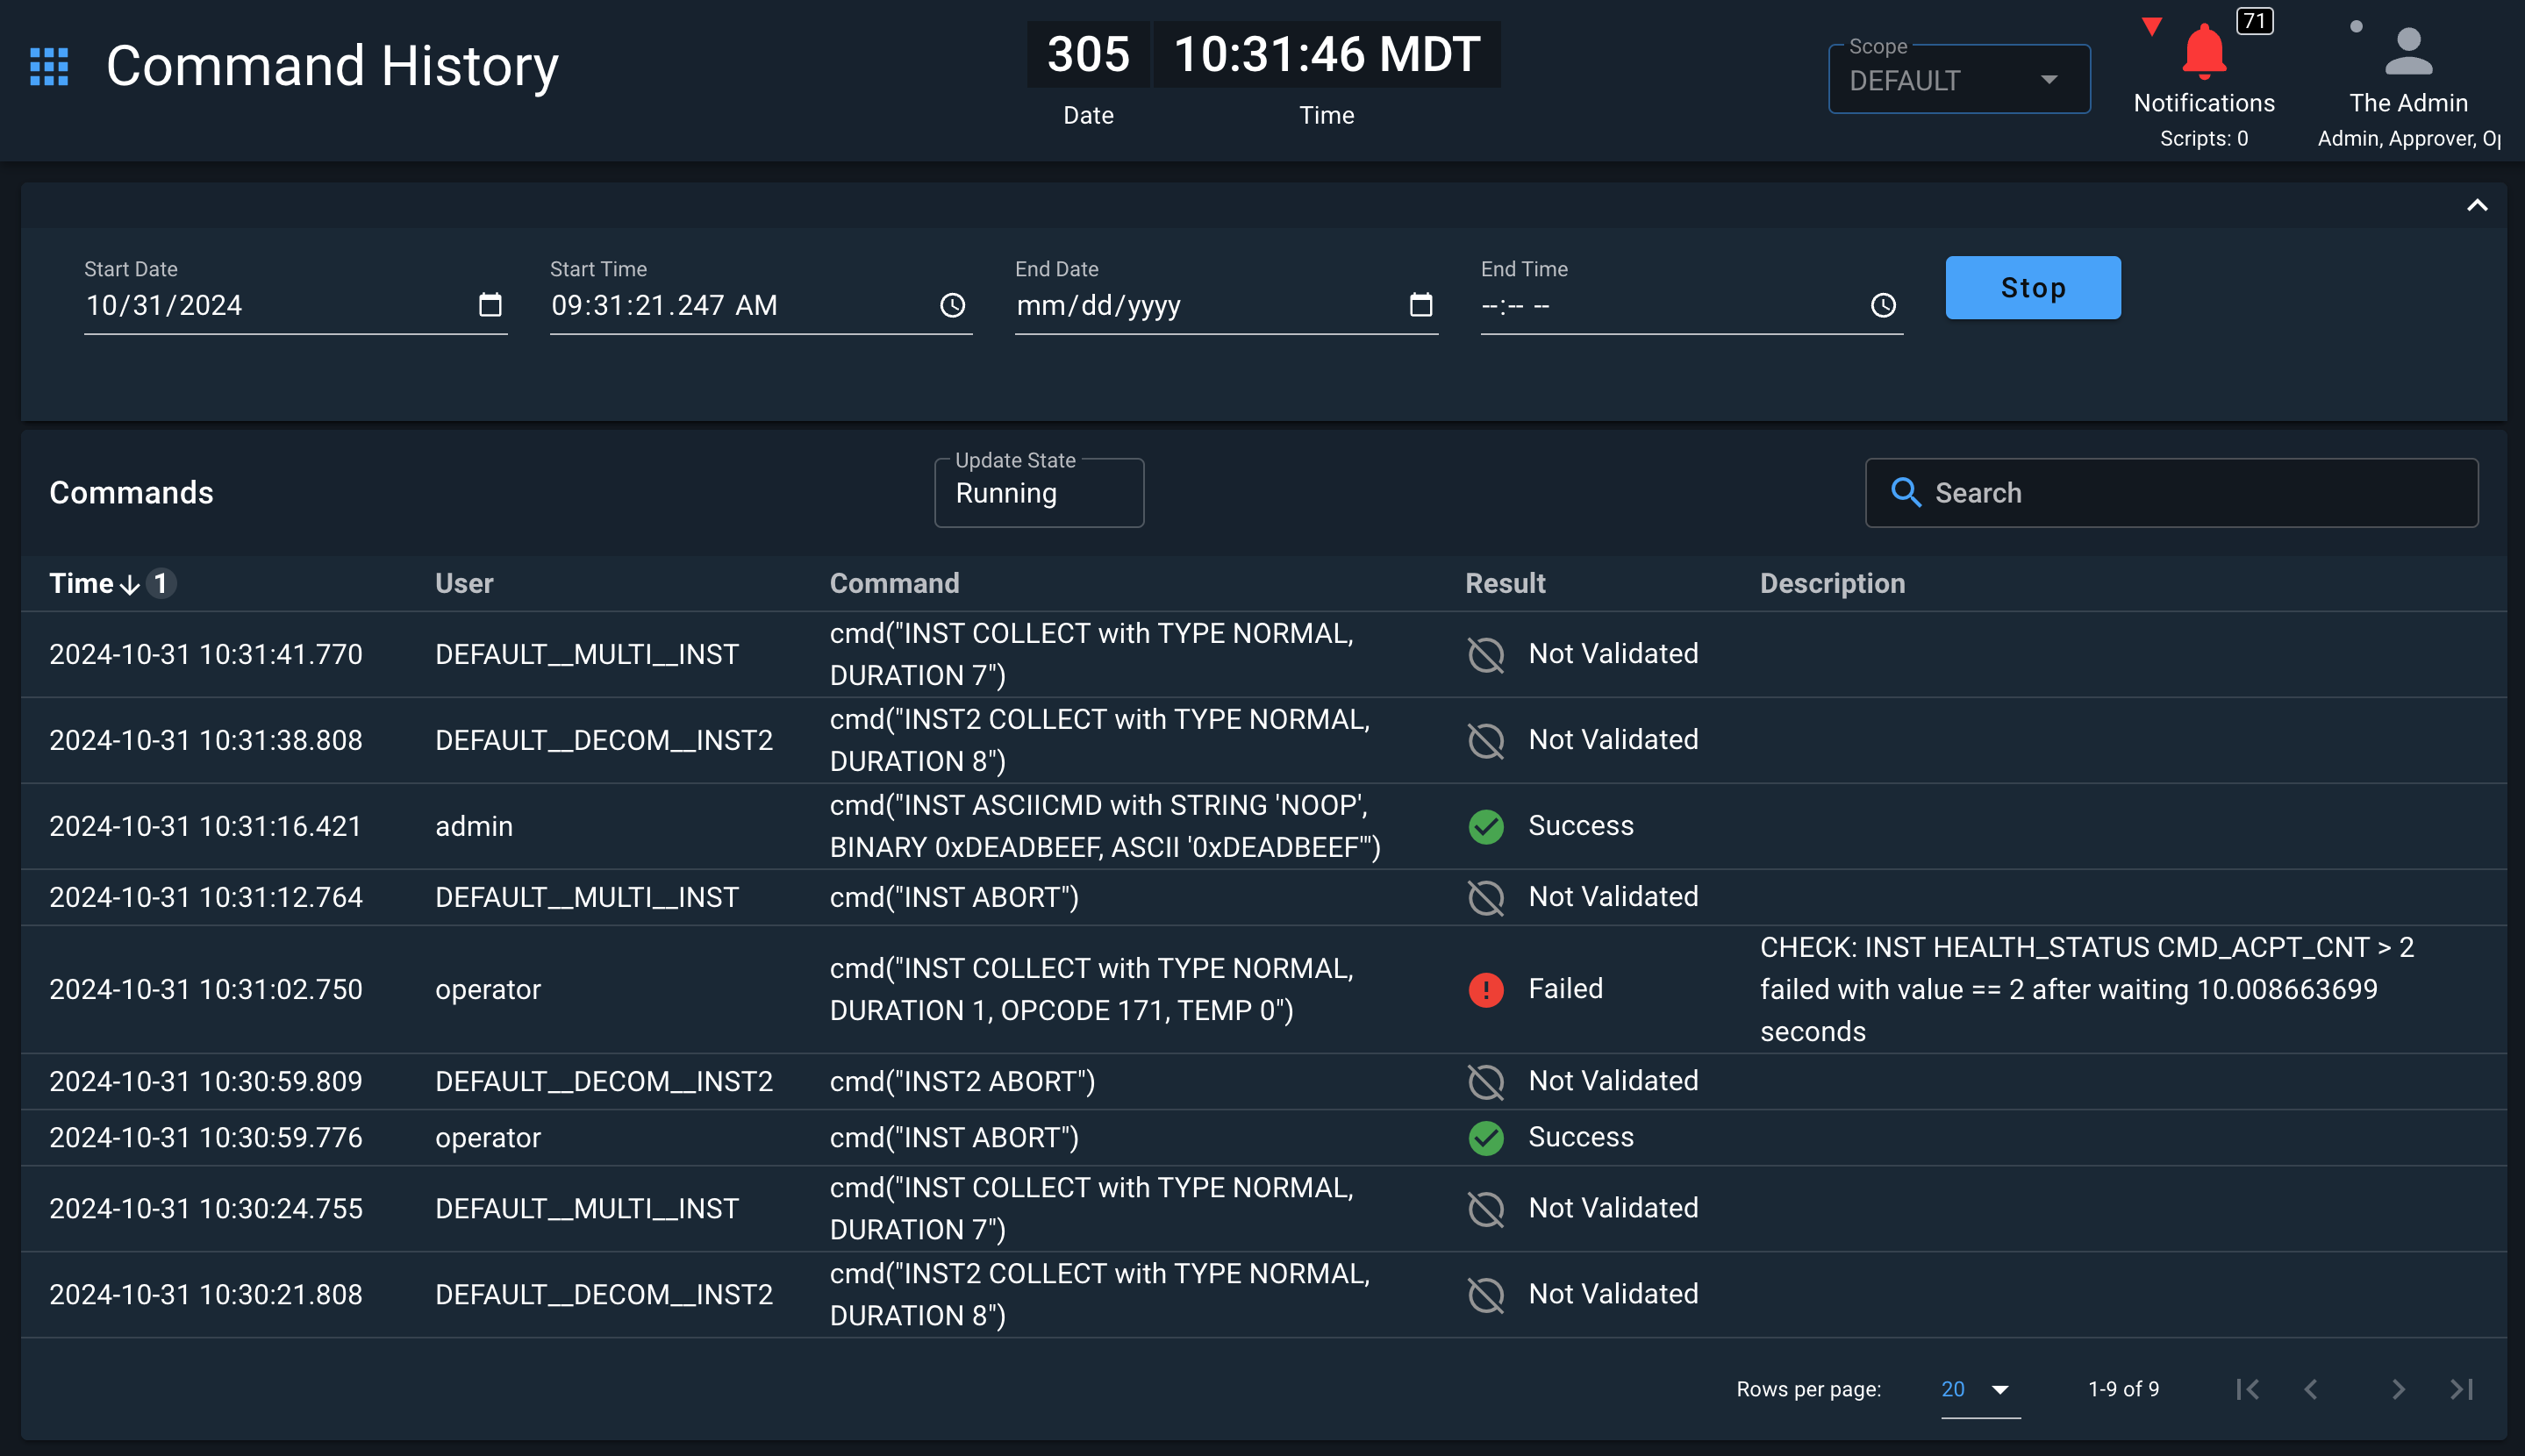 Command History
305
10:31:46 MDT
Date
Time
Scope
DEFAULT
71
Notifications
Scripts: 0
The Admin
Admin, Approver, Op
Start Date
10/31/2024
Start Time
09:31:21.247 AM
End Date
mm/dd/yyyy
End Time
--:-- --
Stop
Commands
Update State
Running
Search
Time 1 User Command Result Description
2024-10-31 10:31:41.770 DEFAULT__MULTI__INST cmd("INST COLLECT with TYPE NORMAL,
DURATION 7") Not Validated
2024-10-31 10:31:38.808 DEFAULT__DECOM__INST2 cmd("INST2 COLLECT with TYPE NORMAL,
DURATION 8") Not Validated
2024-10-31 10:31:16.421 admin cmd("INST ASCIICMD with STRING 'NOOP',
BINARY 0xDEADBEEF, ASCII '0xDEADBEEF'") Success
2024-10-31 10:31:12.764 DEFAULT__MULTI__INST cmd("INST ABORT") Not Validated
2024-10-31 10:31:02.750 operator cmd("INST COLLECT with TYPE NORMAL,
DURATION 1, OPCODE 171, TEMP 0") Failed
CHECK: INST HEALTH_STATUS CMD_ACPT_CNT > 2
failed with value == 2 after waiting 10.008663699
seconds
2024-10-31 10:30:59.809 DEFAULT__DECOM__INST2 cmd("INST2 ABORT") Not Validated
2024-10-31 10:30:59.776 operator cmd("INST ABORT") Success
2024-10-31 10:30:24.755 DEFAULT__MULTI__INST cmd("INST COLLECT with TYPE NORMAL,
DURATION 7") Not Validated
2024-10-31 10:30:21.808 DEFAULT__DECOM__INST2 cmd("INST2 COLLECT with TYPE NORMAL,
DURATION 8") Not Validated
Rows per page: 20 1-9 of 9